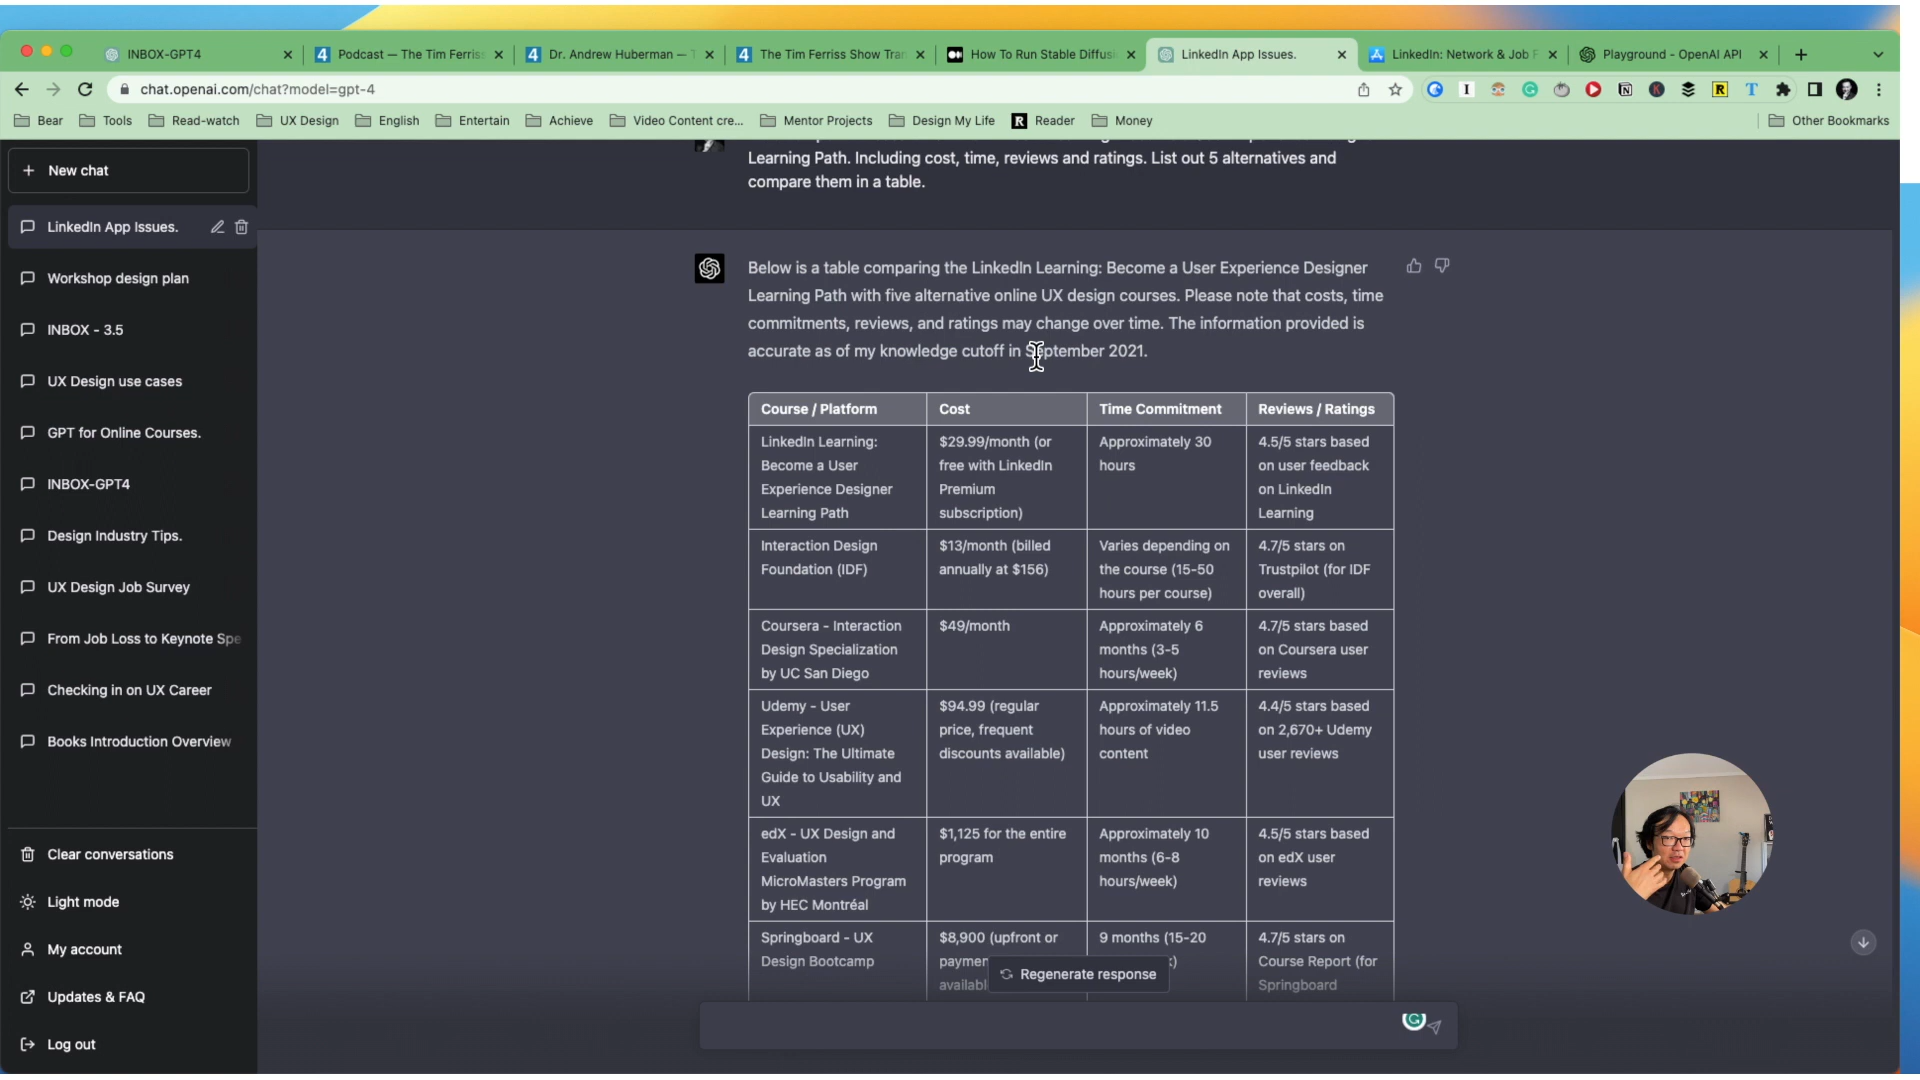 INBOX-GPT4
Podcast — The Tim Ferriss
Dr. Andrew Huberman —
The Tim Ferriss Show Tran
How To Run Stable Diffusi
LinkedIn App Issues.
LinkedIn: Network & Job F
Playground - OpenAI API
chat.openai.com/chat?model=gpt-4
Bear
Tools
Read-watch
UX Design
English
Entertain
Achieve
Video Content cre...
Mentor Projects
Design My Life
Reader
Money
Other Bookmarks
New chat
LinkedIn App Issues.
Workshop design plan
INBOX - 3.5
UX Design use cases
GPT for Online Courses.
INBOX-GPT4
Design Industry Tips.
UX Design Job Survey
From Job Loss to Keynote Spe
Checking in on UX Career
Books Introduction Overview
Clear conversations
Light mode
My account
Updates & FAQ
Log out
Learning Path. Including cost, time, reviews and ratings. List out 5 alternatives and
compare them in a table.
Below is a table comparing the LinkedIn Learning: Become a User Experience Designer
Learning Path with five alternative online UX design courses. Please note that costs, time
commitments, reviews, and ratings may change over time. The information provided is
accurate as of my knowledge cutoff in September 2021.
Course / Platform
Cost
Time Commitment
Reviews / Ratings
LinkedIn Learning:
Become a User
Experience Designer
Learning Path
$29.99/month (or
free with LinkedIn
Premium
subscription)
Approximately 30
hours
4.5/5 stars based
on user feedback
on LinkedIn
Learning
Interaction Design
Foundation (IDF)
$13/month (billed
annually at $156)
Varies depending on
the course (15-50
hours per course)
4.7/5 stars on
Trustpilot (for IDF
overall)
Coursera - Interaction
Design Specialization
by UC San Diego
$49/month
Approximately 6
months (3-5
hours/week)
4.7/5 stars based
on Coursera user
reviews
Udemy - User
Experience (UX)
Design: The Ultimate
Guide to Usability and
UX
$94.99 (regular
price, frequent
discounts available)
Approximately 11.5
hours of video
content
4.4/5 stars based
on 2,670+ Udemy
user reviews
edX - UX Design and
Evaluation
MicroMasters Program
by HEC Montréal
$1,125 for the entire
program
Approximately 10
months (6-8
hours/week)
4.5/5 stars based
on edX user
reviews
Springboard - UX
Design Bootcamp
$8,900 (upfront or
paymen
availabl
9 months (15-20
4.7/5 stars on
Course Report (for
Springboard
Regenerate response